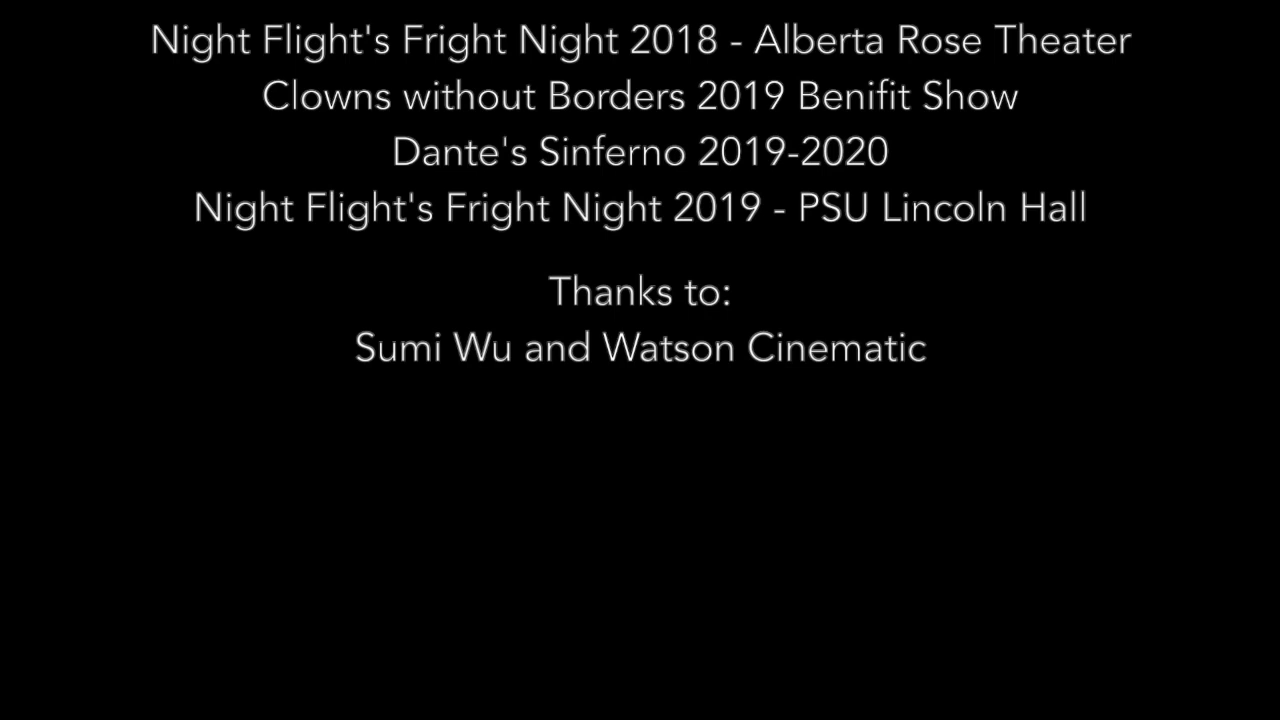 Night Flight's Fright Night 2018 - Alberta Rose Theater
Clowns without Borders 2019 Benifit Show
Dante's Sinferno 2019-2020
Night Flight's Fright Night 2019 - PSU Lincoln Hall
Thanks to:
Sumi Wu and Watson Cinematic